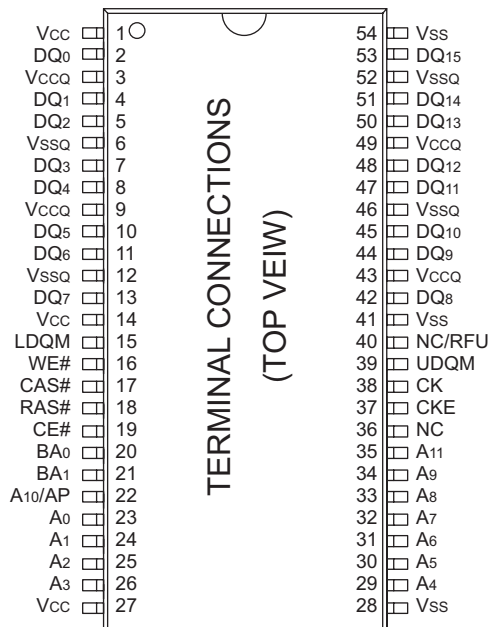 VCC 1 54 VSS
DQ0 2 53 DQ15
VCCQ 3 52 VSSQ
DQ1 4 51 DQ14
DQ2 5 50 DQ13
VSSQ 6 49 VCCQ
DQ3 7 48 DQ12
DQ4 8 47 DQ11
VCCQ 9 46 VSSQ
DQ5 10 45 DQ10
DQ6 11 44 DQ9
VSSQ 12 43 VCCQ
DQ7 13 42 DQ8
VCC 14 41 VSS
LDQM 15 40 NC/RFU
WE# 16 39 UDQM
CAS# 17 38 CK
RAS# 18 37 CKE
CE# 19 36 NC
BA0 20 35 A11
BA1 21 34 A9
A10/AP 22 33 A8
A0 23 32 A7
A1 24 31 A6
A2 25 30 A5
A3 26 29 A4
VCC 27 28 VSS
TERMINAL CONNECTIONS
(TOP VEIW)